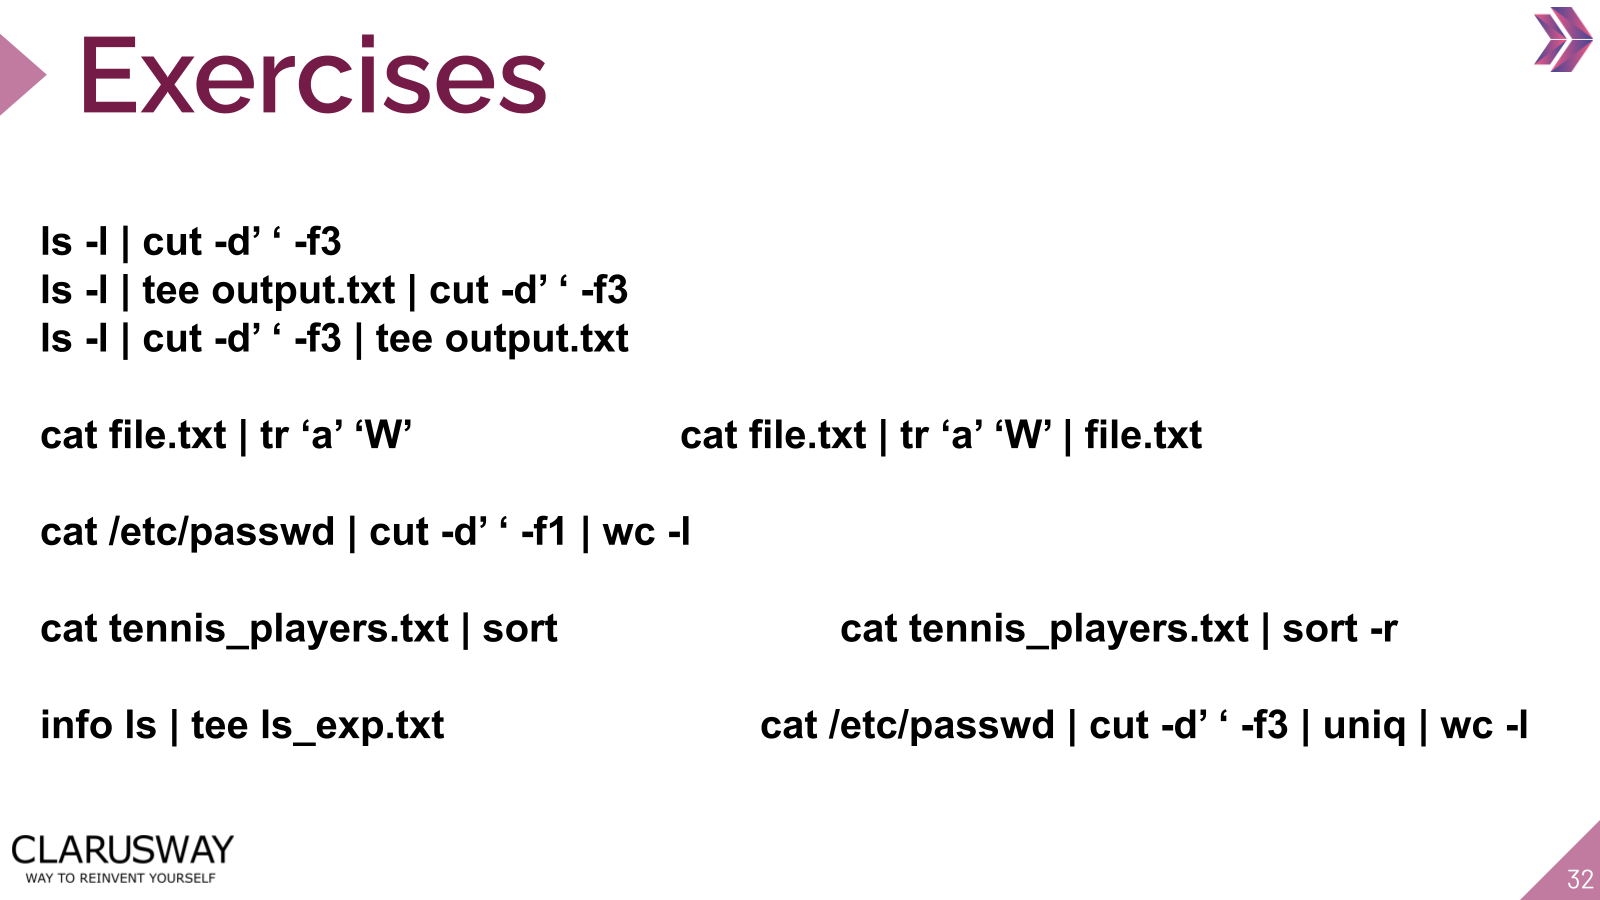 Exercises
ls -l | cut -d’ ‘ -f3
ls -l | tee output.txt | cut -d’ ‘ -f3
ls -l | cut -d’ ‘ -f3 | tee output.txt
cat file.txt | tr ‘a’ ‘W’ cat file.txt | tr ‘a’ ‘W’ | file.txt
cat /etc/passwd | cut -d’ ‘ -f1 | wc -l
cat tennis_players.txt | sort cat tennis_players.txt | sort -r
info ls | tee ls_exp.txt cat /etc/passwd | cut -d’ ‘ -f3 | uniq | wc -l
CLARUSWAY
WAY TO REINVENT YOURSELF
32